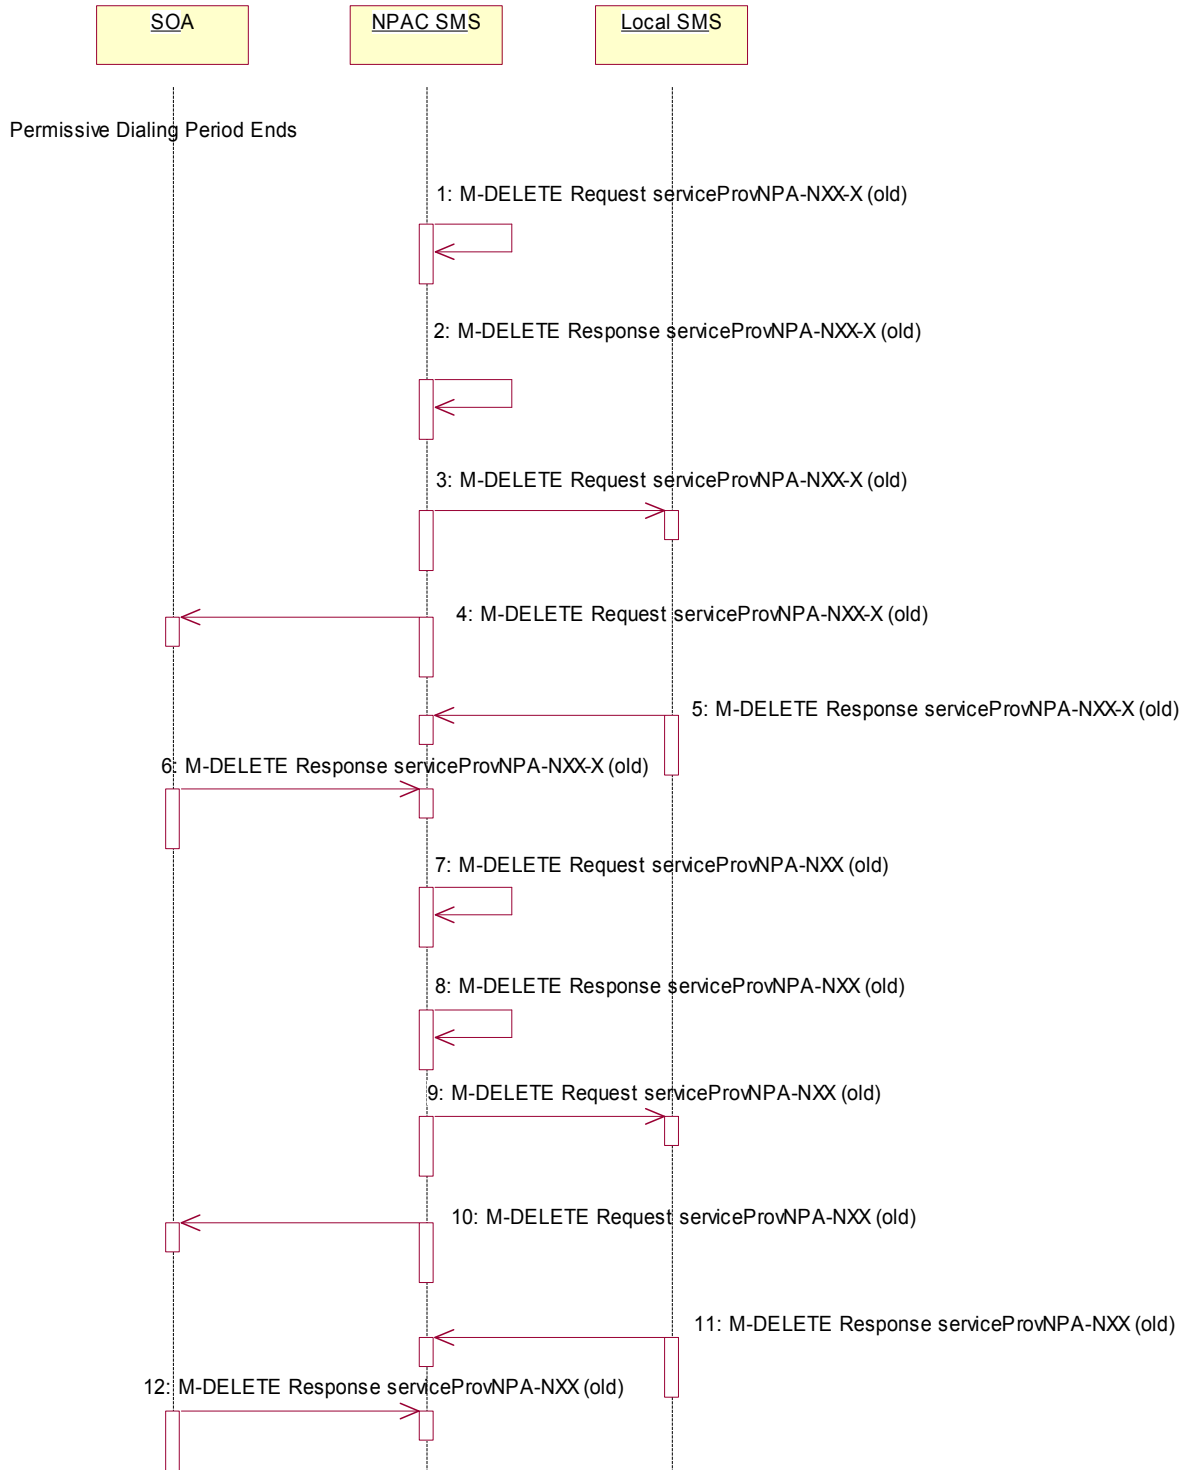 SOA
NPAC SMS
Local SMS
Permissive Dialing Period Ends
1: M-DELETE Request serviceProvNPA-NXX-X (old)
2: M-DELETE Response serviceProvNPA-NXX-X (old)
3: M-DELETE Request serviceProvNPA-NXX-X (old)
4: M-DELETE Request serviceProvNPA-NXX-X (old)
5: M-DELETE Response serviceProvNPA-NXX-X (old)
6: M-DELETE Response serviceProvNPA-NXX-X (old)
7: M-DELETE Request serviceProvNPA-NXX (old)
8: M-DELETE Response serviceProvNPA-NXX (old)
9: M-DELETE Request serviceProvNPA-NXX (old)
10: M-DELETE Request serviceProvNPA-NXX (old)
11: M-DELETE Response serviceProvNPA-NXX (old)
12: M-DELETE Response serviceProvNPA-NXX (old)